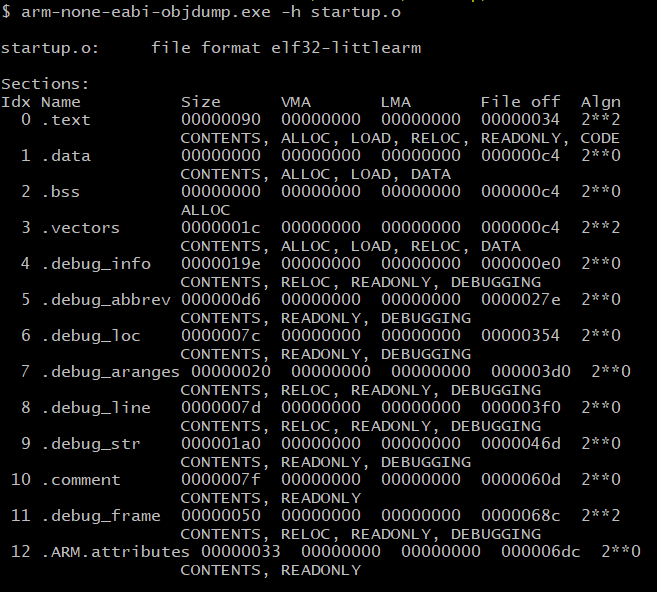 $ arm-none-eabi-objdump.exe -h startup.o
startup.o:     file format elf32-littlearm
Sections:
Idx Name          Size      VMA       LMA       File off  Algn
  0 .text         00000090  00000000  00000000  00000034  2**2
                  CONTENTS, ALLOC, LOAD, RELOC, READONLY, CODE
  1 .data         00000000  00000000  00000000  000000c4  2**0
                  CONTENTS, ALLOC, LOAD, DATA
  2 .bss          00000000  00000000  00000000  000000c4  2**0
                  ALLOC
  3 .vectors      0000001c  00000000  00000000  000000c4  2**2
                  CONTENTS, ALLOC, LOAD, RELOC, DATA
  4 .debug_info   0000019e  00000000  00000000  000000e0  2**0
                  CONTENTS, RELOC, READONLY, DEBUGGING
  5 .debug_abbrev 000000d6  00000000  00000000  0000027e  2**0
                  CONTENTS, READONLY, DEBUGGING
  6 .debug_loc    0000007c  00000000  00000000  00000354  2**0
                  CONTENTS, READONLY, DEBUGGING
  7 .debug_aranges 00000020  00000000  00000000  000003d0  2**0
                  CONTENTS, RELOC, READONLY, DEBUGGING
  8 .debug_line   0000007d  00000000  00000000  000003f0  2**0
                  CONTENTS, RELOC, READONLY, DEBUGGING
  9 .debug_str    000001a0  00000000  00000000  0000046d  2**0
                  CONTENTS, READONLY, DEBUGGING
 10 .comment      0000007f  00000000  00000000  0000060d  2**0
                  CONTENTS, READONLY
 11 .debug_frame  00000050  00000000  00000000  0000068c  2**2
                  CONTENTS, RELOC, READONLY, DEBUGGING
 12 .ARM.attributes 00000033  00000000  00000000  000006dc  2**0
                  CONTENTS, READONLY